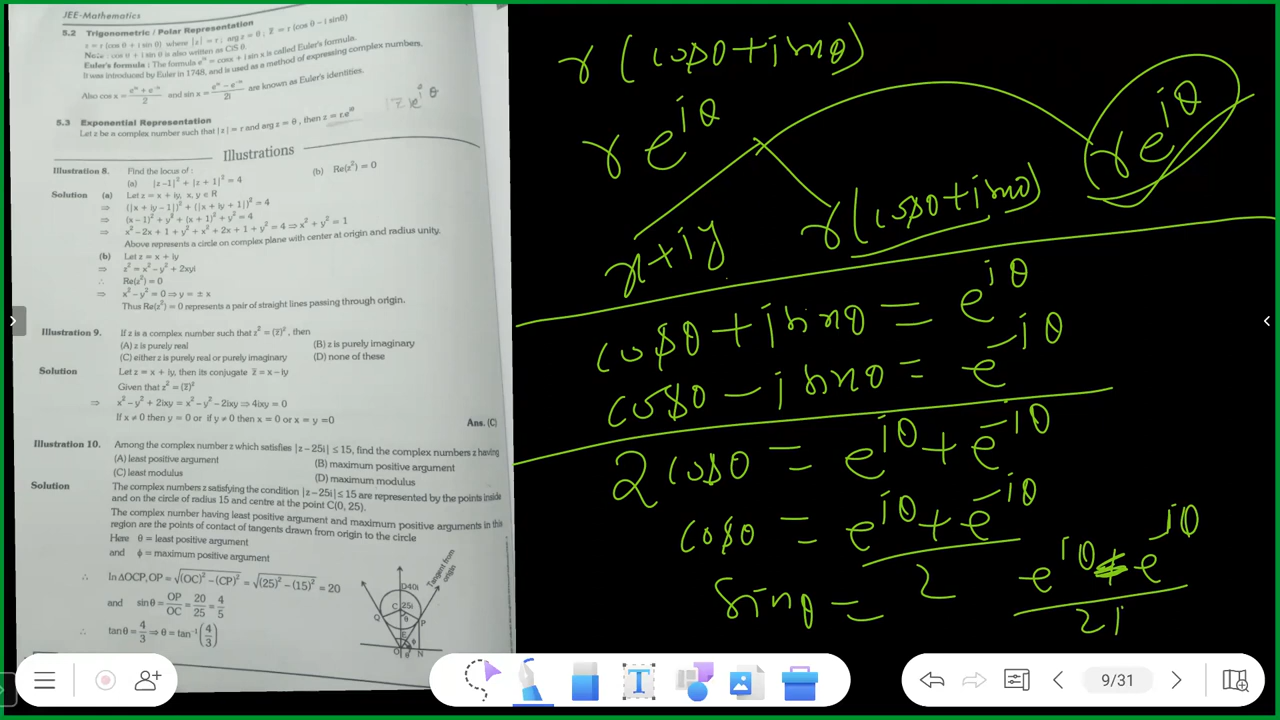 JEE-Mathematics
5.2 Trigonometric / Polar Representation
z = r (cos θ + i sin θ) where |z| = r ; arg z = θ ; z̅ = r (cos θ – i sinθ)
Note : cos θ + i sin θ is also written as CiS θ.
Euler's formula : The formula e^(ix) = cosx + i sin x is called Euler's formula.
It was introduced by Euler in 1748, and is used as a method of expressing complex numbers.
Also cos x = (e^(ix) + e^(–ix))/2 and sin x = (e^(ix) – e^(–ix))/2i are known as Euler's identities.
|z| e^(iθ)
5.3 Exponential Representation
Let z be a complex number such that |z| = r and arg z = θ , then z = r.e^(iθ)
Illustrations
Illustration 8. Find the locus of :
(a) |z–1|² + |z + 1|² = 4 (b) Re(z²) = 0
Solution (a) Let z = x + iy, x, y ∈ R
⇒ (|x + iy – 1|)² + (|x + iy + 1|)² = 4
⇒ (x – 1)² + y² + (x + 1)² + y² = 4
⇒ x² – 2x + 1 + y² + x² + 2x + 1 + y² = 4 ⇒ x² + y² = 1
Above represents a circle on complex plane with center at origin and radius unity.
(b) Let z = x + iy
⇒ z² = x² – y² + 2xyi
∴ Re(z²) = 0
⇒ x² – y² = 0 ⇒ y = ± x
Thus Re(z²) = 0 represents a pair of straight lines passing through origin.
Illustration 9. If z is a complex number such that z² = (z̅)², then
(A) z is purely real (B) z is purely imaginary
(C) either z is purely real or purely imaginary (D) none of these
Solution Let z = x + iy, then its conjugate z̅ = x – iy
Given that z² = (z̅)²
⇒ x² – y² + 2ixy = x² – y² – 2ixy ⇒ 4ixy = 0
If x ≠ 0 then y = 0 or if y ≠ 0 then x = 0 or x = y =0
Ans. (C)
Illustration 10. Among the complex number z which satisfies |z – 25i| ≤ 15, find the complex numbers z having
(A) least positive argument (B) maximum positive argument
(C) least modulus (D) maximum modulus
Solution The complex numbers z satisfying the condition |z – 25i| ≤ 15 are represented by the points inside
and on the circle of radius 15 and centre at the point C(0, 25).
The complex number having least positive argument and maximum positive arguments in this
region are the points of contact of tangents drawn from origin to the circle
Here θ = least positive argument
and ϕ = maximum positive argument
∴ In ΔOCP, OP = √((OC)² – (CP)²) = √((25)² – (15)²) = 20
and sinθ = OP/OC = 20/25 = 4/5
∴ tanθ = 4/3 ⇒ θ = tan⁻¹(4/3)
Tangent from
origin
D40i
C 25i
θ
Q P
E
ϕ
O θ N
r (cosθ + i sinθ)
r e^(iθ)
r e^(iθ)
x + iy
r (cosθ + i sinθ)
cosθ + i sinθ = e^(iθ)
cosθ – i sinθ = e^(–iθ)
2 cosθ = e^(iθ) + e^(–iθ)
cosθ = (e^(iθ) + e^(–iθ))/2
sinθ = (e^(iθ) – e^(iθ))/2i
T
9/31